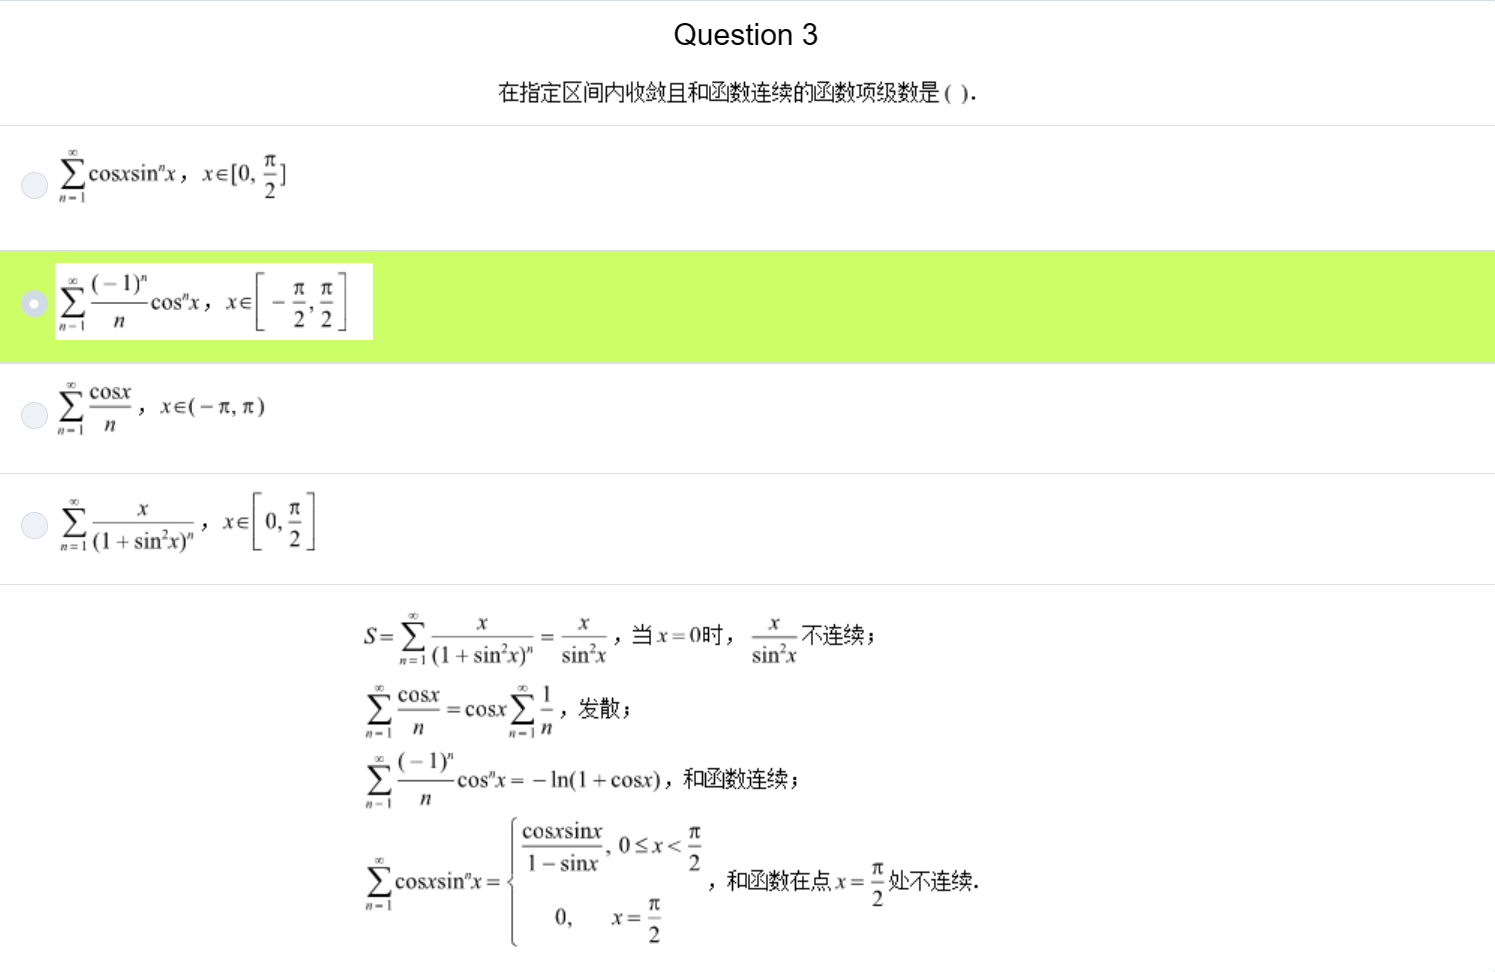 Question 3
在指定区间内收敛且和函数连续的函数项级数是( ).
$\sum_{n=1}^{\infty}\cos x\sin^n x$，$x\in[0,\frac{\pi}{2}]$
$\sum_{n=1}^{\infty}\frac{(-1)^n}{n}\cos^n x$，$x\in\left[-\frac{\pi}{2},\frac{\pi}{2}\right]$
$\sum_{n=1}^{\infty}\frac{\cos x}{n}$，$x\in(-\pi,\pi)$
$\sum_{n=1}^{\infty}\frac{x}{(1+\sin^2 x)^n}$，$x\in\left[0,\frac{\pi}{2}\right]$
$S=\sum_{n=1}^{\infty}\frac{x}{(1+\sin^2 x)^n}=\frac{x}{\sin^2 x}$，当$x=0$时，$\frac{x}{\sin^2 x}$不连续；
$\sum_{n=1}^{\infty}\frac{\cos x}{n}=\cos x\sum_{n=1}^{\infty}\frac{1}{n}$，发散；
$\sum_{n=1}^{\infty}\frac{(-1)^n}{n}\cos^n x=-\ln(1+\cos x)$，和函数连续；
$\sum_{n=1}^{\infty}\cos x\sin^n x=\begin{cases}\frac{\cos x\sin x}{1-\sin x}, 0\le x<\frac{\pi}{2}\\0, x=\frac{\pi}{2}\end{cases}$，和函数在点$x=\frac{\pi}{2}$处不连续.